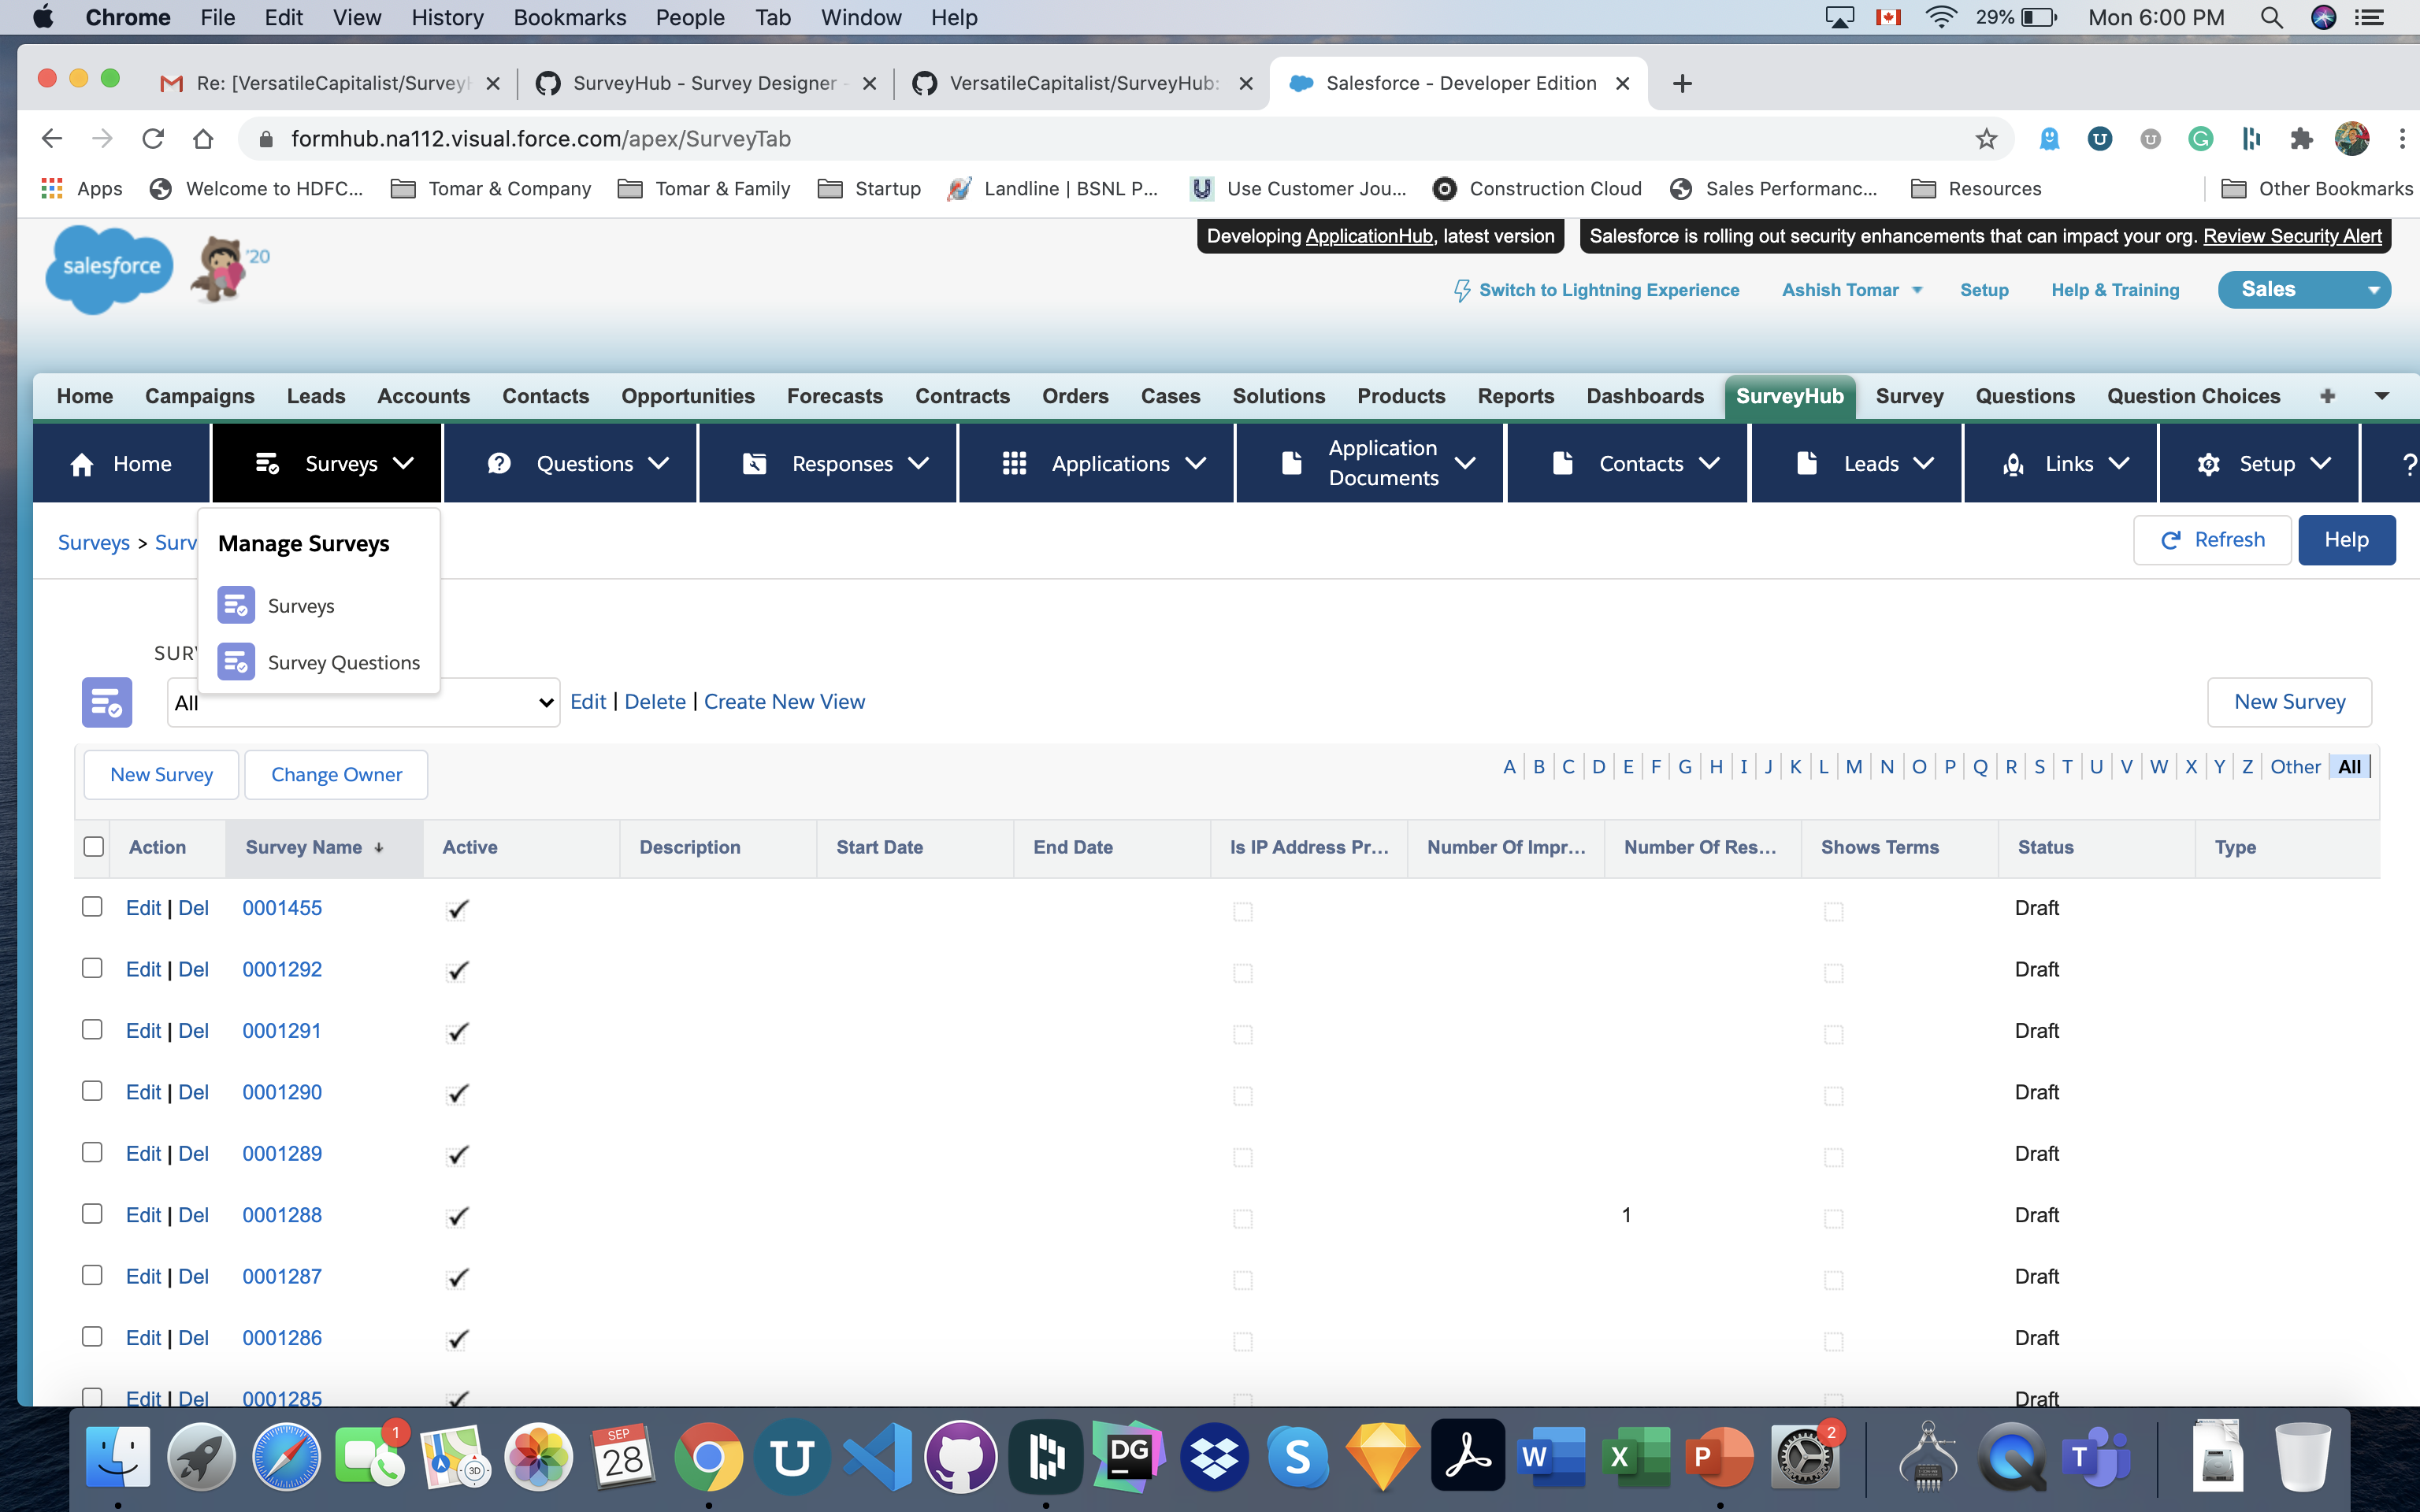 Chrome File Edit View History Bookmarks People Tab Window Help 29% Mon 6:00 PM
Re: [VersatileCapitalist/Survey SurveyHub - Survey Designer - VersatileCapitalist/SurveyHub: Salesforce - Developer Edition
formhub.na112.visual.force.com/apex/SurveyTab
Apps Welcome to HDFC... Tomar & Company Tomar & Family Startup Landline | BSNL P... Use Customer Jou... Construction Cloud Sales Performanc... Resources Other Bookmarks
Developing ApplicationHub, latest version Salesforce is rolling out security enhancements that can impact your org. Review Security Alert
salesforce '20
Switch to Lightning Experience Ashish Tomar Setup Help & Training Sales
Home Campaigns Leads Accounts Contacts Opportunities Forecasts Contracts Orders Cases Solutions Products Reports Dashboards SurveyHub Survey Questions Question Choices +
Home Surveys Questions Responses Applications Application Documents Contacts Leads Links Setup ?
Surveys > Surv Refresh Help
Manage Surveys
Surveys
Survey Questions
SUR
All Edit | Delete | Create New View New Survey
New Survey Change Owner A B C D E F G H I J K L M N O P Q R S T U V W X Y Z Other All
Action Survey Name Active Description Start Date End Date Is IP Address Pr... Number Of Impr... Number Of Res... Shows Terms Status Type
Edit | Del 0001455 Draft
Edit | Del 0001292 Draft
Edit | Del 0001291 Draft
Edit | Del 0001290 Draft
Edit | Del 0001289 Draft
Edit | Del 0001288 1 Draft
Edit | Del 0001287 Draft
Edit | Del 0001286 Draft
Edit | Del 0001285 Draft
1 3D SEP 28 U DG S W X P 2 T